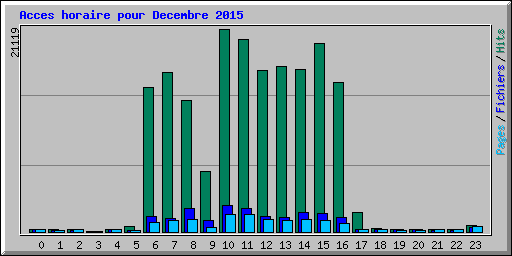 Acces horaire pour Decembre 2015
21119
Pages / Fichiers / Hits
0 1 2 3 4 5 6 7 8 9 10 11 12 13 14 15 16 17 18 19 20 21 22 23